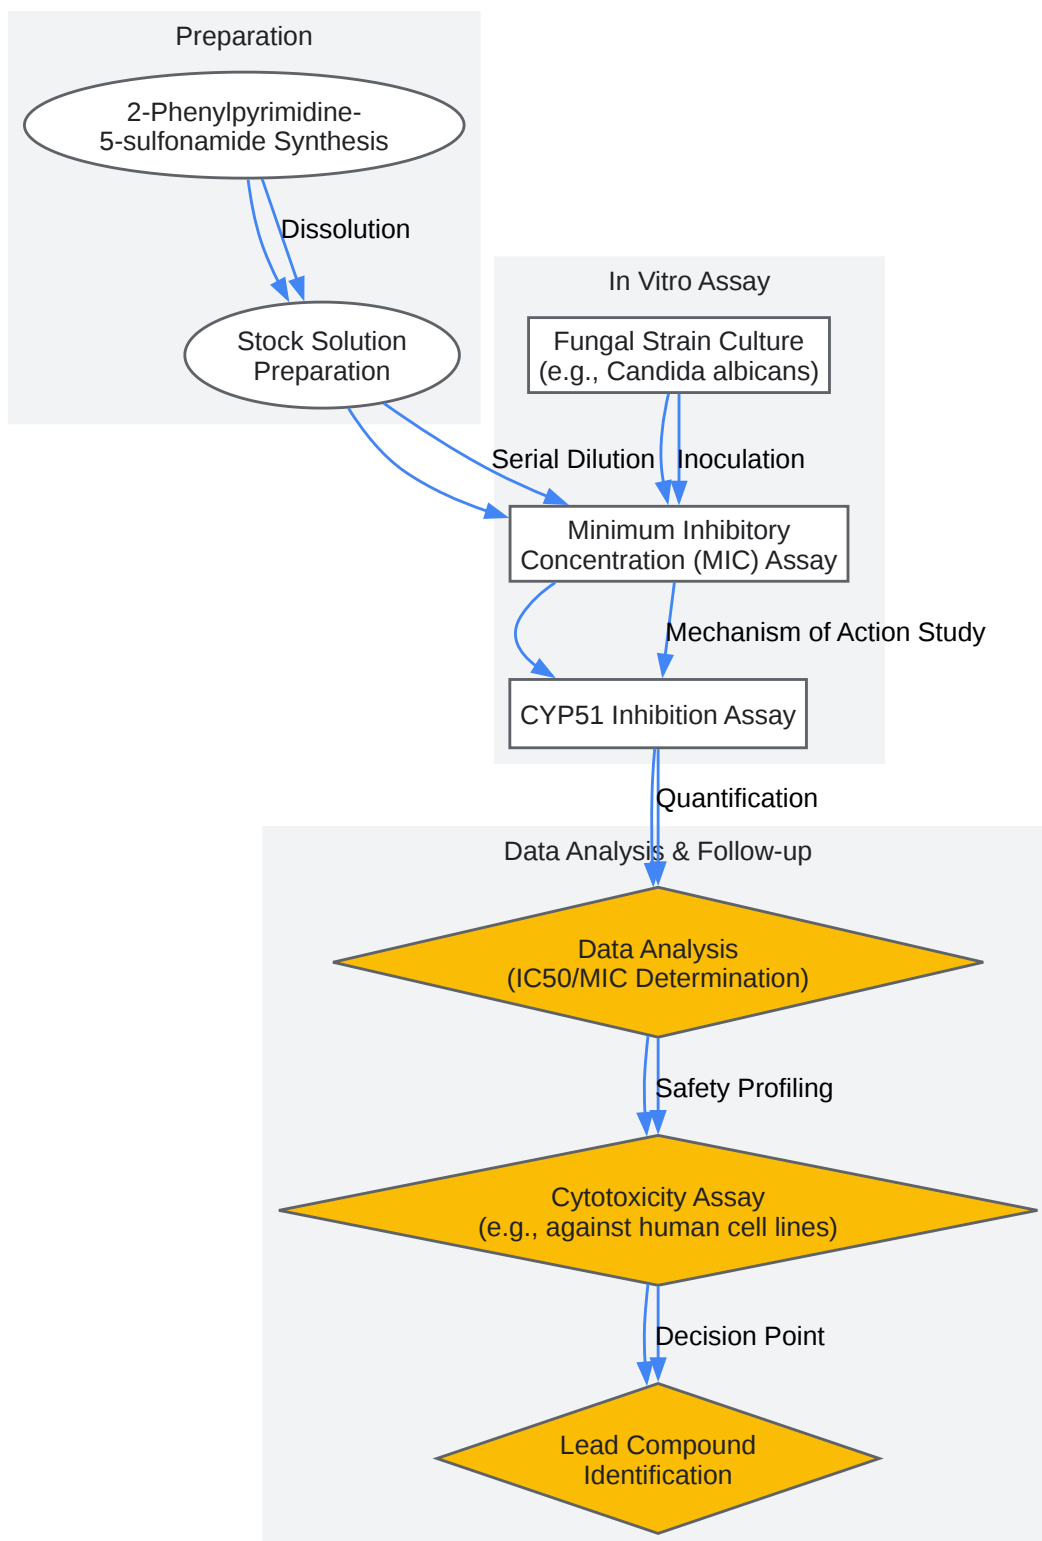 Preparation
2-Phenylpyrimidine-
5-sulfonamide Synthesis
Dissolution
Stock Solution
Preparation
In Vitro Assay
Fungal Strain Culture
(e.g., Candida albicans)
Serial Dilution
Inoculation
Minimum Inhibitory
Concentration (MIC) Assay
Mechanism of Action Study
CYP51 Inhibition Assay
Quantification
Data Analysis & Follow-up
Data Analysis
(IC50/MIC Determination)
Safety Profiling
Cytotoxicity Assay
(e.g., against human cell lines)
Decision Point
Lead Compound
Identification